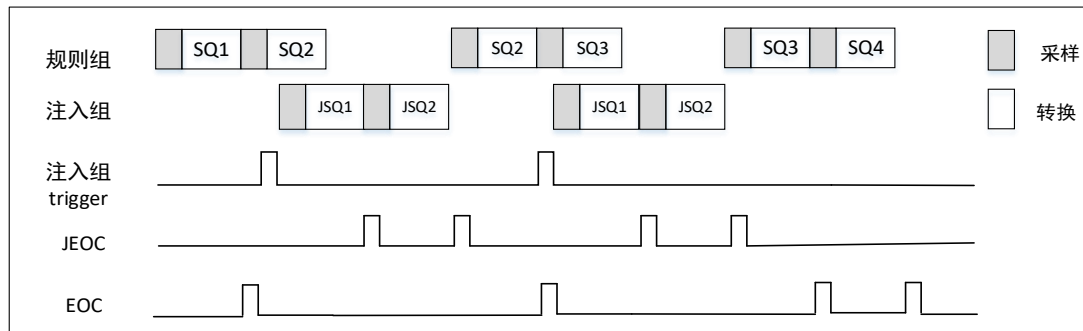 规则组 SQ1 SQ2 SQ2 SQ3 SQ3 SQ4 采样
注入组 JSQ1 JSQ2 JSQ1 JSQ2 转换
注入组
trigger
JEOC
EOC